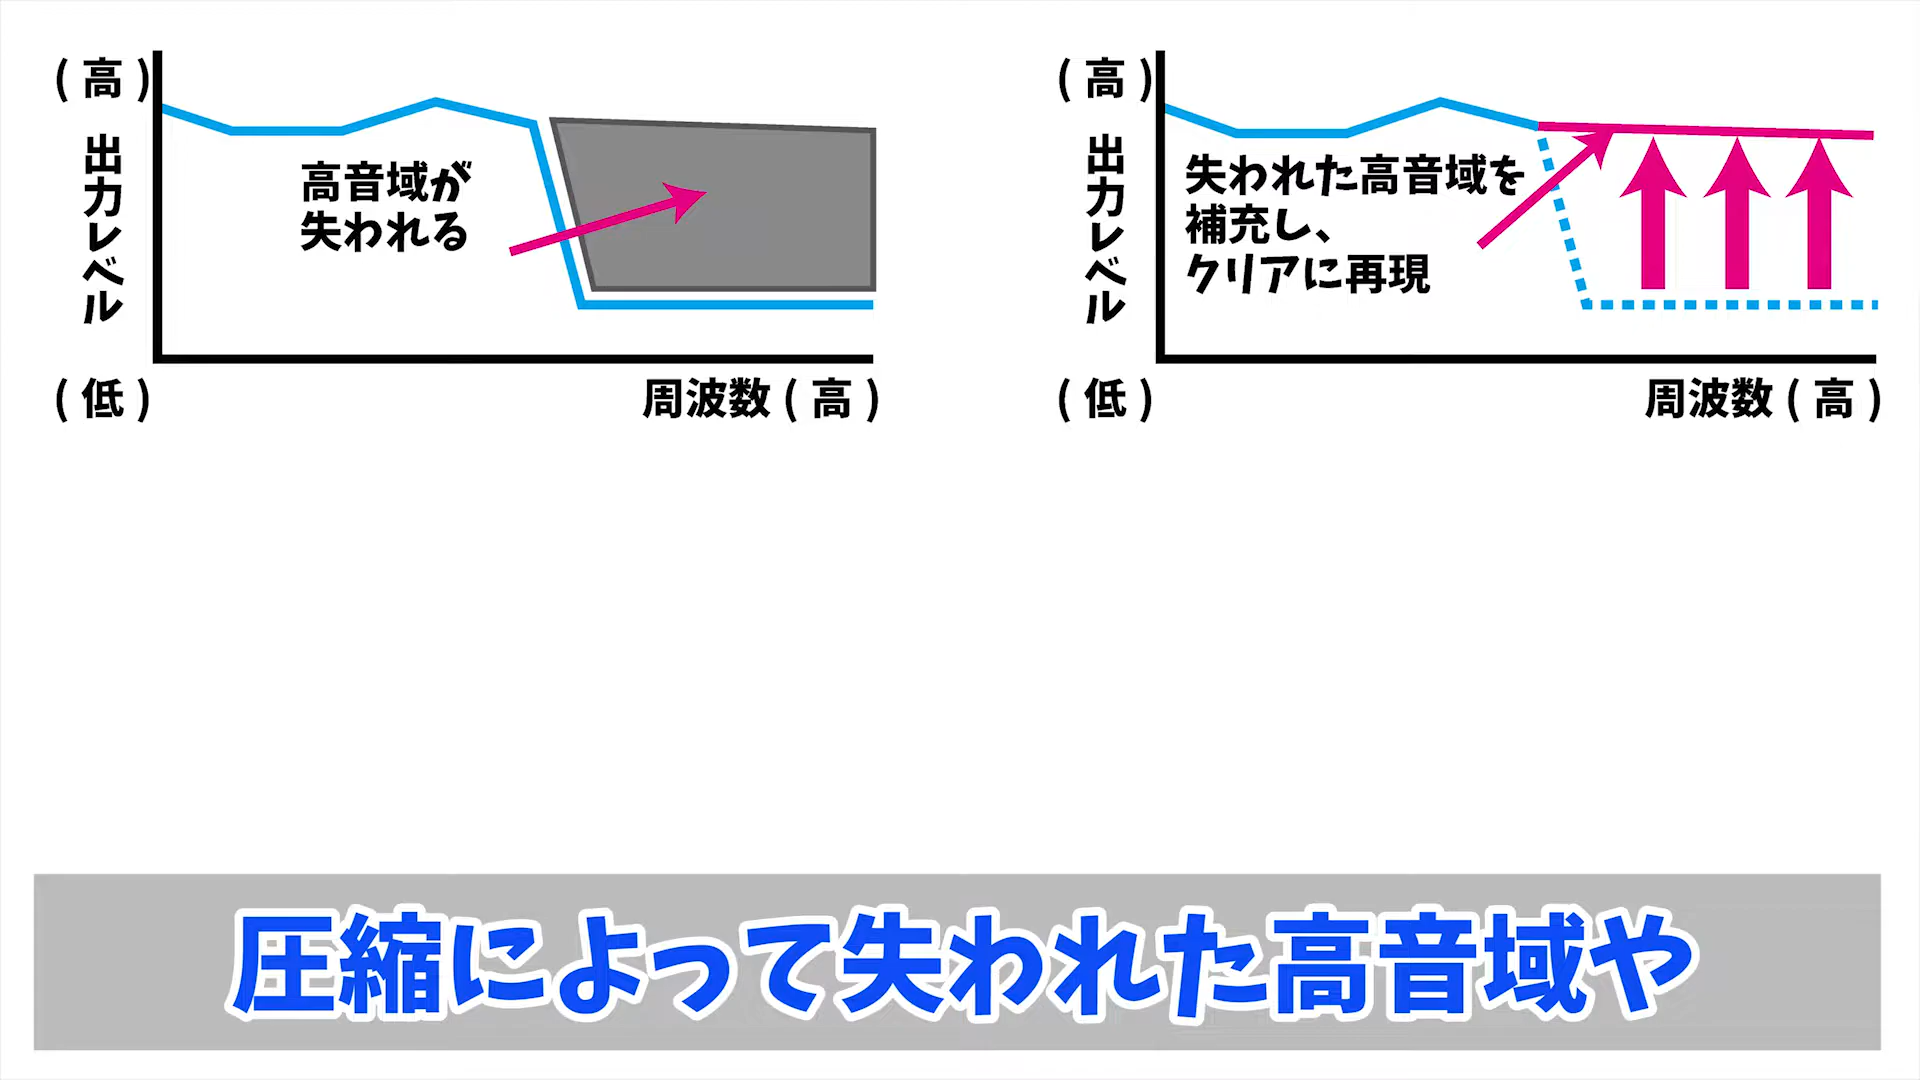 (高)
出力レベル
(低)
高音域が
失われる
周波数(高)
(高)
出力レベル
(低)
失われた高音域を
補充し、
クリアに再現
周波数(高)
圧縮によって失われた高音域や